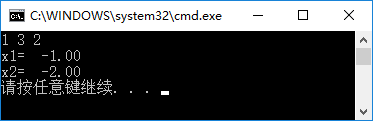 C:\WINDOWS\system32\cmd.exe
1 3 2
x1=  -1.00
x2=  -2.00
请按任意键继续. . .